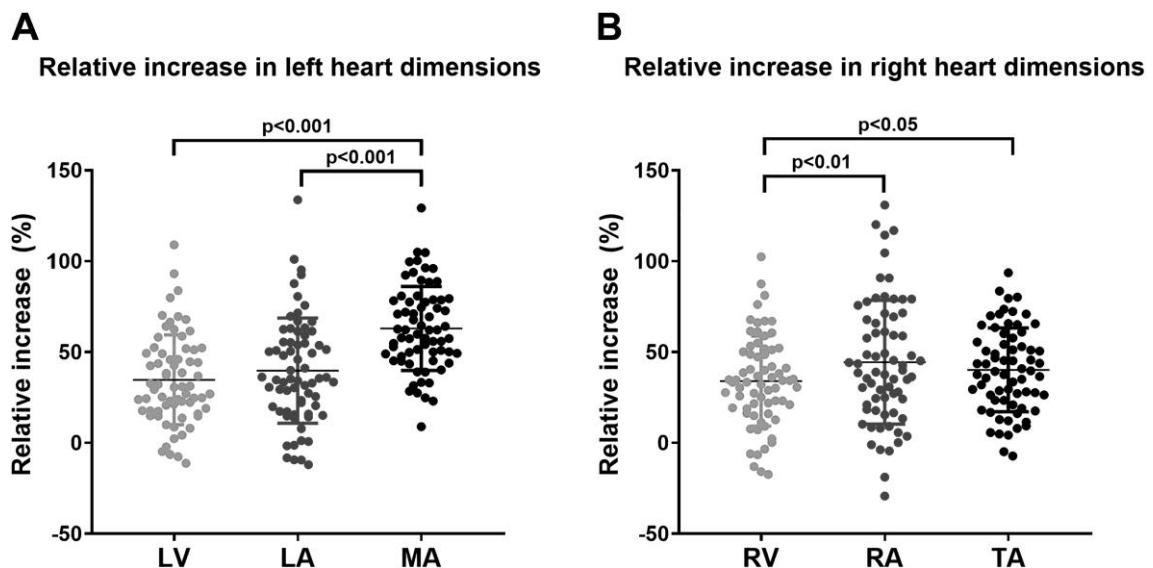 A
Relative increase in left heart dimensions
p<0.001
p<0.001
Relative increase (%)
150
100
50
0
-50
LV LA MA
B
Relative increase in right heart dimensions
p<0.05
p<0.01
Relative increase (%)
150
100
50
0
-50
RV RA TA